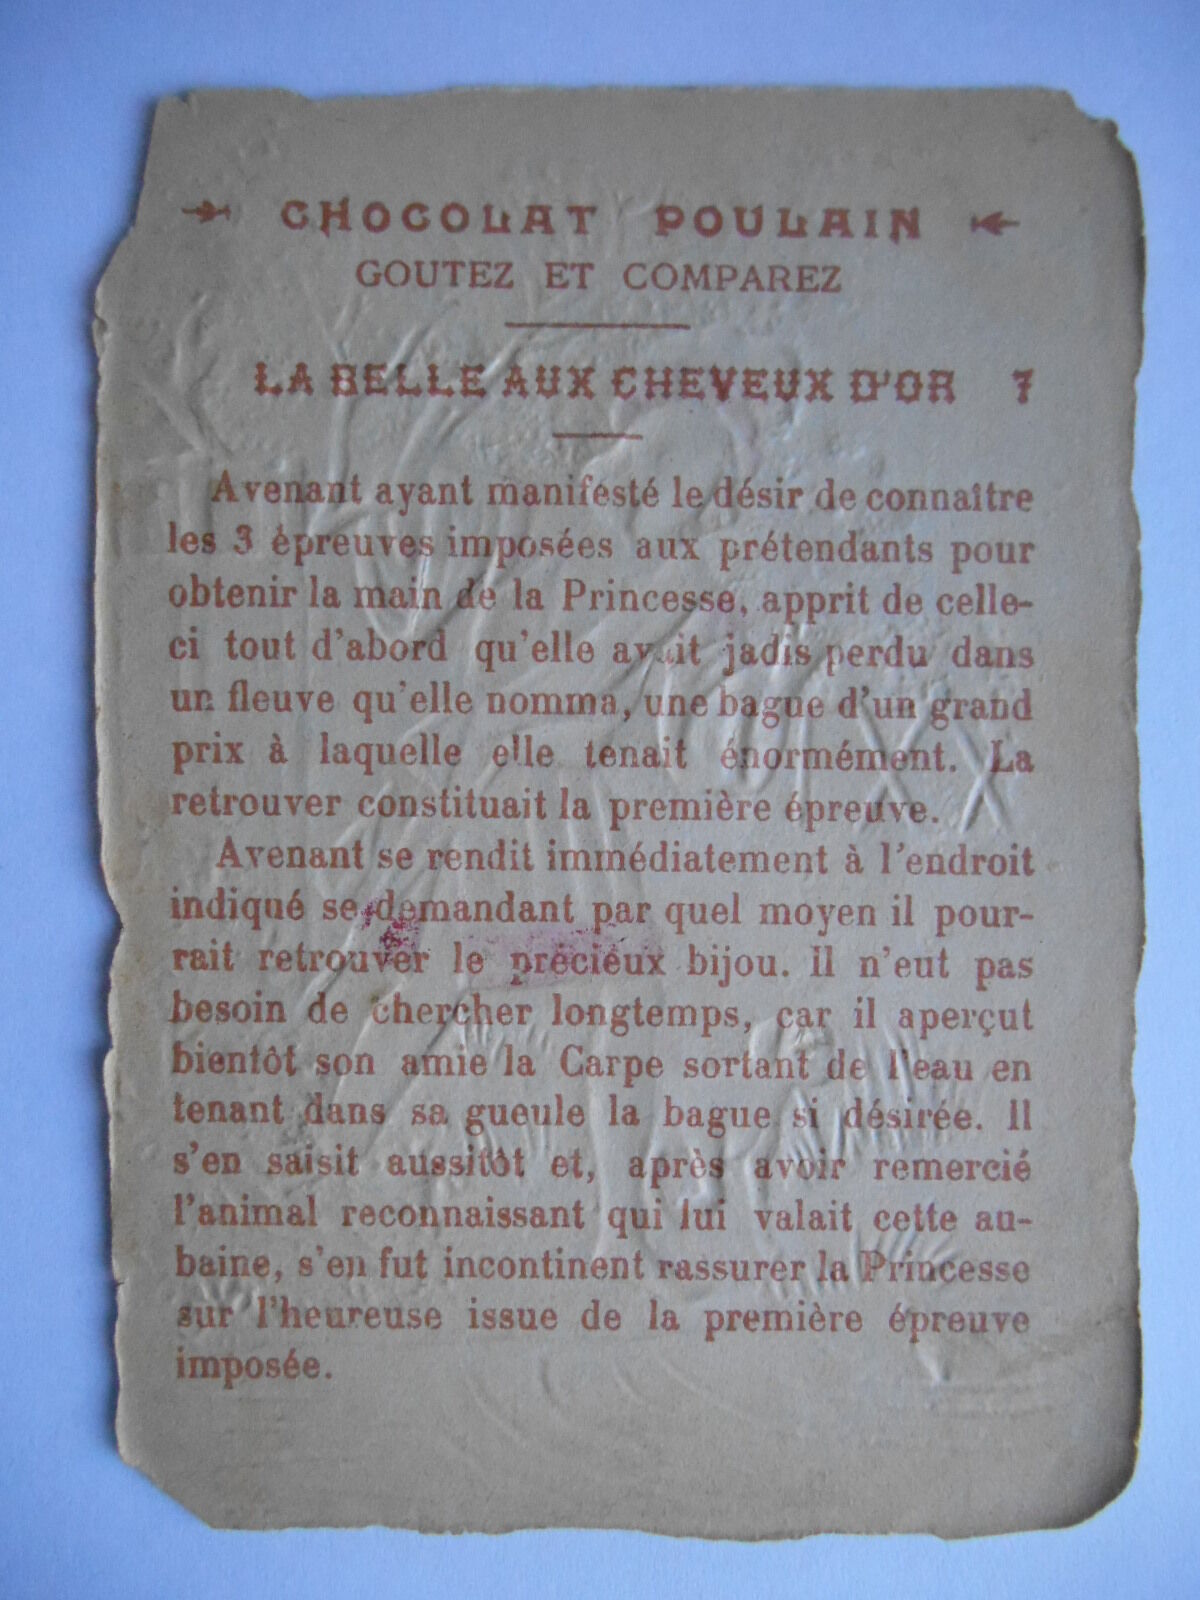 CHOCOLAT POULAIN
GOUTEZ ET COMPAREZ
LA BELLE AUX CHEVEUX D'OR 7
Avenant ayant manifesté le désir de connaître
les 3 épreuves imposées aux prétendants pour
obtenir la main de la Princesse, apprit de celle-
ci tout d'abord qu'elle avait jadis perdu dans
un fleuve qu'elle nomma, une bague d'un grand
prix à laquelle elle tenait énormément. La
retrouver constituait la première épreuve.
Avenant se rendit immédiatement à l'endroit
indiqué se demandant par quel moyen il pour-
rait retrouver le précieux bijou. Il n'eut pas
besoin de chercher longtemps, car il aperçut
bientôt son amie la Carpe sortant de l'eau en
tenant dans sa gueule la bague si désirée. Il
s'en saisit aussitôt et, après avoir remercié
l'animal reconnaissant qui lui valait cette au-
baine, s'en fut incontinent rassurer la Princesse
sur l'heureuse issue de la première épreuve
imposée.